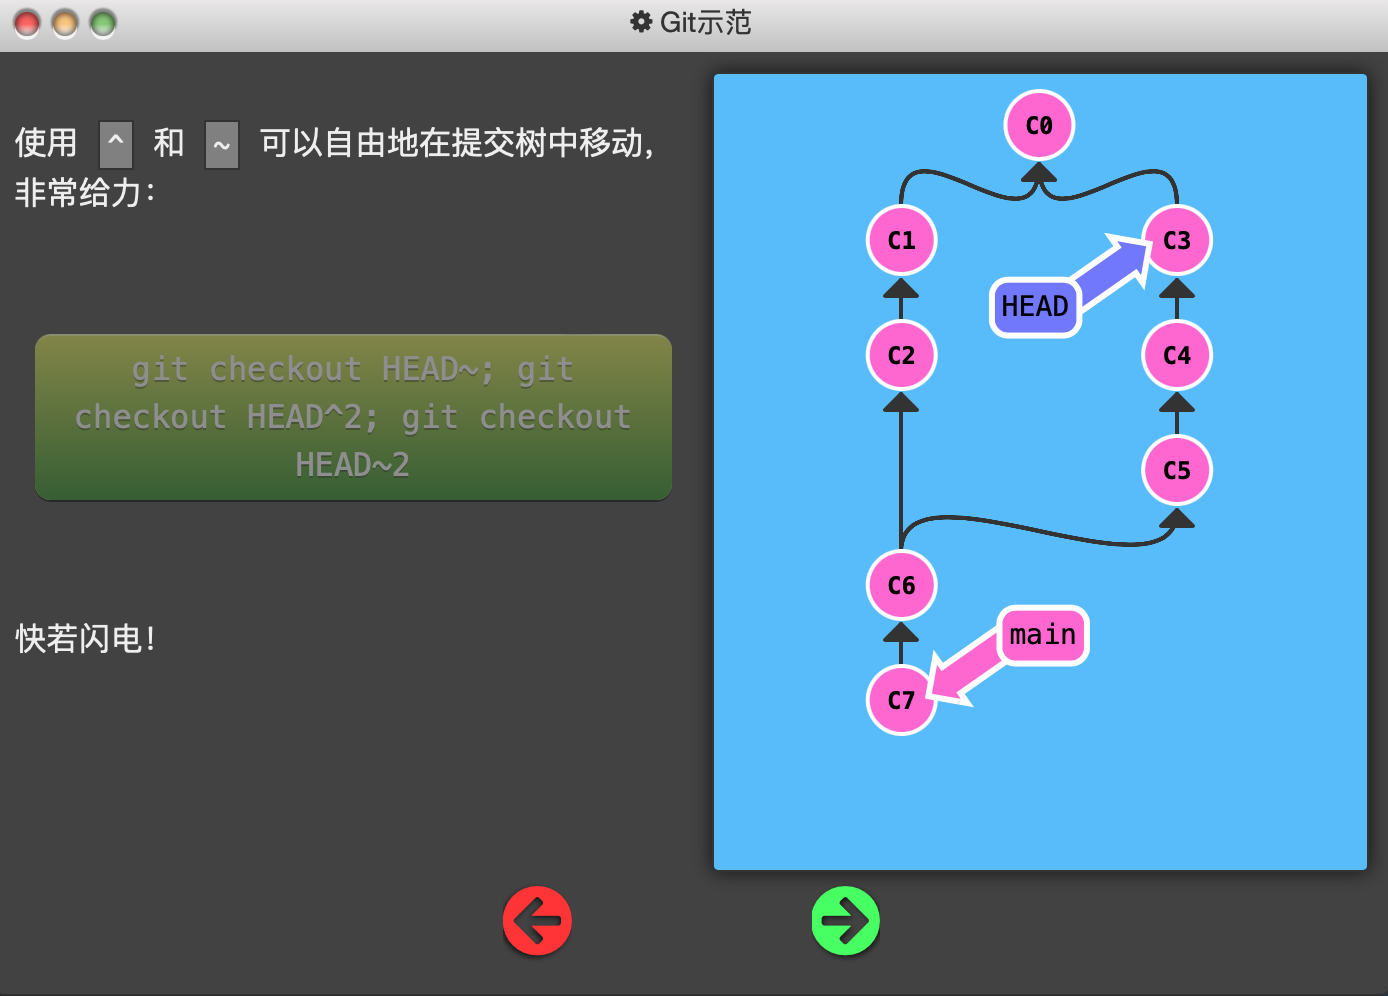 Git示范
使用 ^ 和 ~ 可以自由地在提交树中移动，
非常给力：
git checkout HEAD~; git
checkout HEAD^2; git checkout
HEAD~2
快若闪电！
C0
C1
C3
HEAD
C2
C4
C5
C6
main
C7